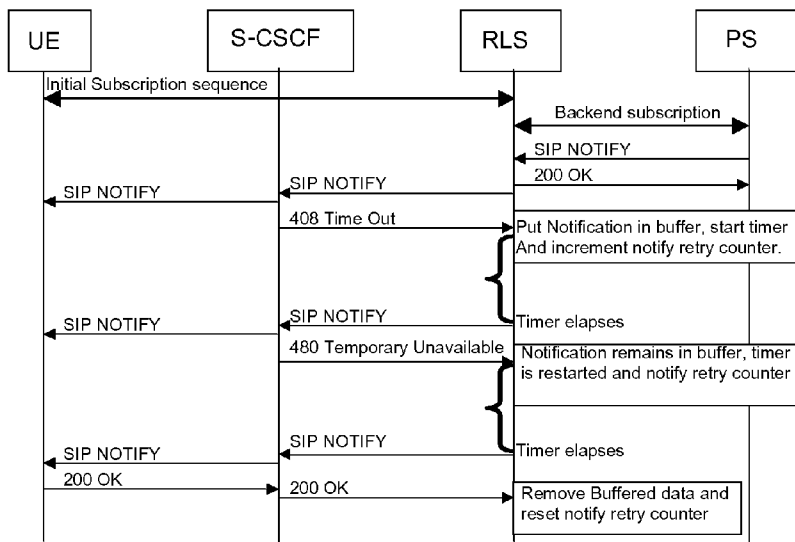 UE
S-CSCF
RLS
PS
Initial Subscription sequence
Backend subscription
SIP NOTIFY
200 OK
SIP NOTIFY
SIP NOTIFY
408 Time Out
Put Notification in buffer, start timer
And increment notify retry counter.
SIP NOTIFY
SIP NOTIFY
Timer elapses
480 Temporary Unavailable
Notification remains in buffer, timer
is restarted and notify retry counter
SIP NOTIFY
SIP NOTIFY
Timer elapses
200 OK
200 OK
Remove Buffered data and
reset notify retry counter